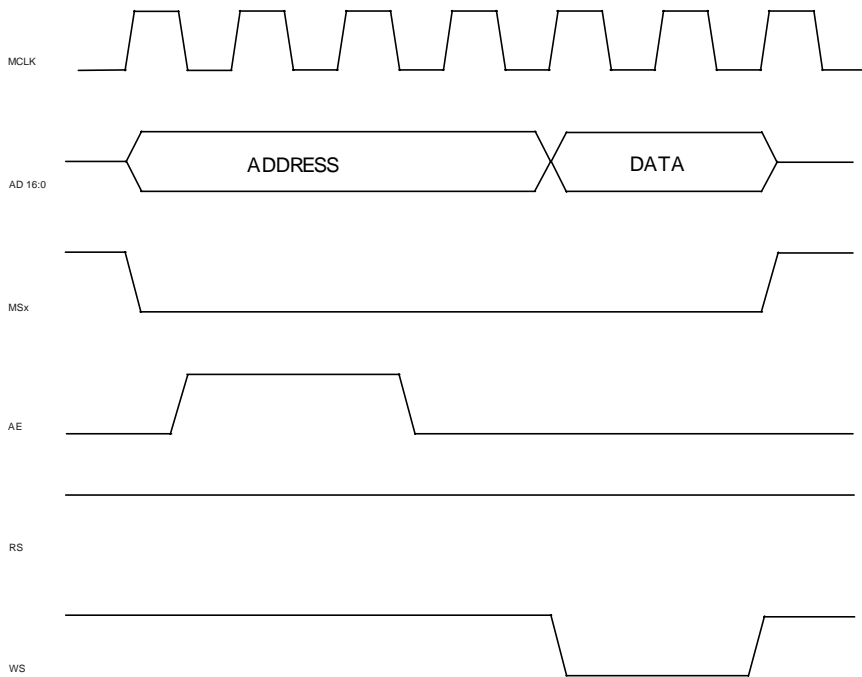 MCLK
ADDRESS DATA
AD 16:0
MSx
AE
RS
WS